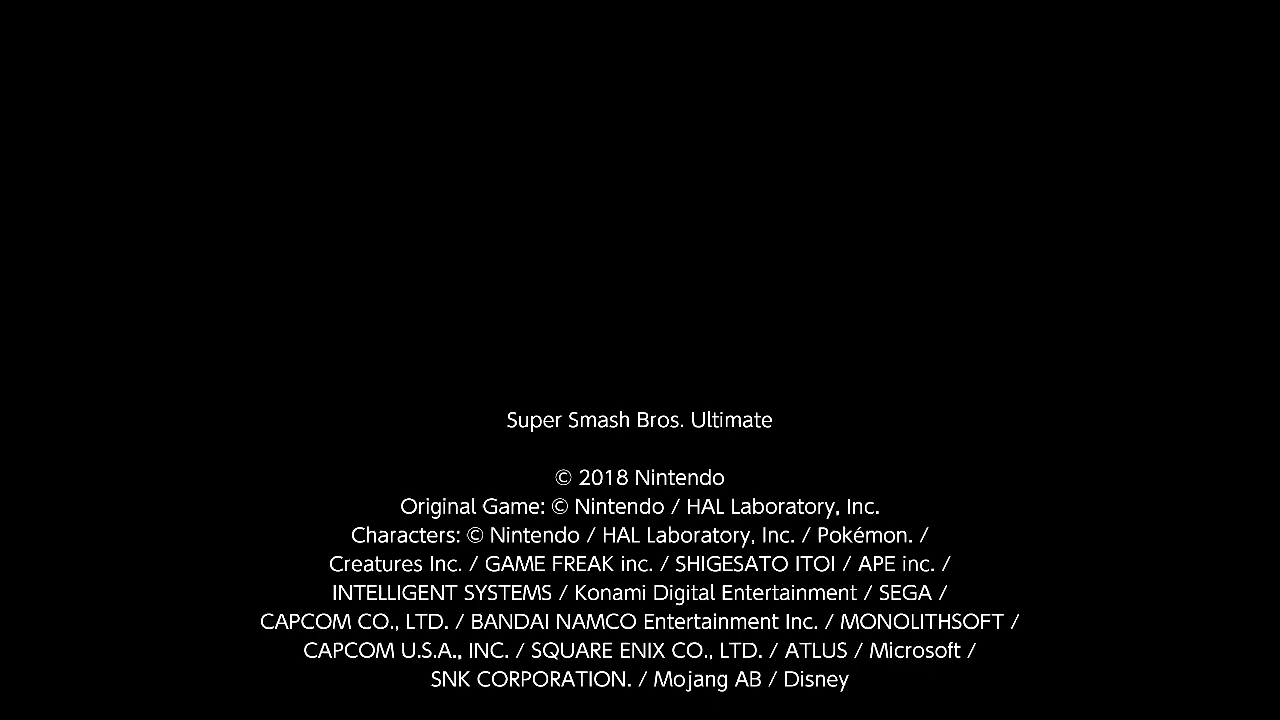 Super Smash Bros. Ultimate
© 2018 Nintendo
Original Game: © Nintendo / HAL Laboratory, Inc.
Characters: © Nintendo / HAL Laboratory, Inc. / Pokémon. /
Creatures Inc. / GAME FREAK inc. / SHIGESATO ITOI / APE inc. /
INTELLIGENT SYSTEMS / Konami Digital Entertainment / SEGA /
CAPCOM CO., LTD. / BANDAI NAMCO Entertainment Inc. / MONOLITHSOFT /
CAPCOM U.S.A., INC. / SQUARE ENIX CO., LTD. / ATLUS / Microsoft /
SNK CORPORATION. / Mojang AB / Disney